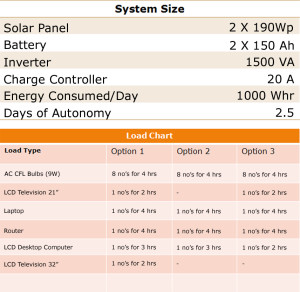 System Size
Solar Panel 2 X 190Wp
Battery 2 X 150 Ah
Inverter 1500 VA
Charge Controller 20 A
Energy Consumed/Day 1000 Whr
Days of Autonomy 2.5
Load Chart
Load Type Option 1 Option 2 Option 3
AC CFL Bulbs (9W) 8 no's for 4 hrs 8 no's for 4 hrs 8 no's for 4 hrs
LCD Television 21" 1 no's for 2 hrs - 1 no's for 2 hrs
Laptop 1 no's for 4 hrs 1 no's for 4 hrs 1 no's for 4 hrs
Router 1 no's for 4 hrs 1 no's for 4 hrs 1 no's for 4 hrs
LCD Desktop Computer 1 no's for 3 hrs 1 no's for 3 hrs 1 no's for 2 hrs
LCD Television 32" 1 no's for 2 hrs - -